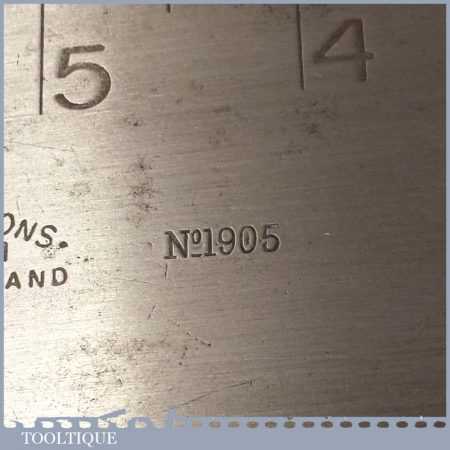 5 4
ONS.
Nº1905
AND
TOOLTIQUE